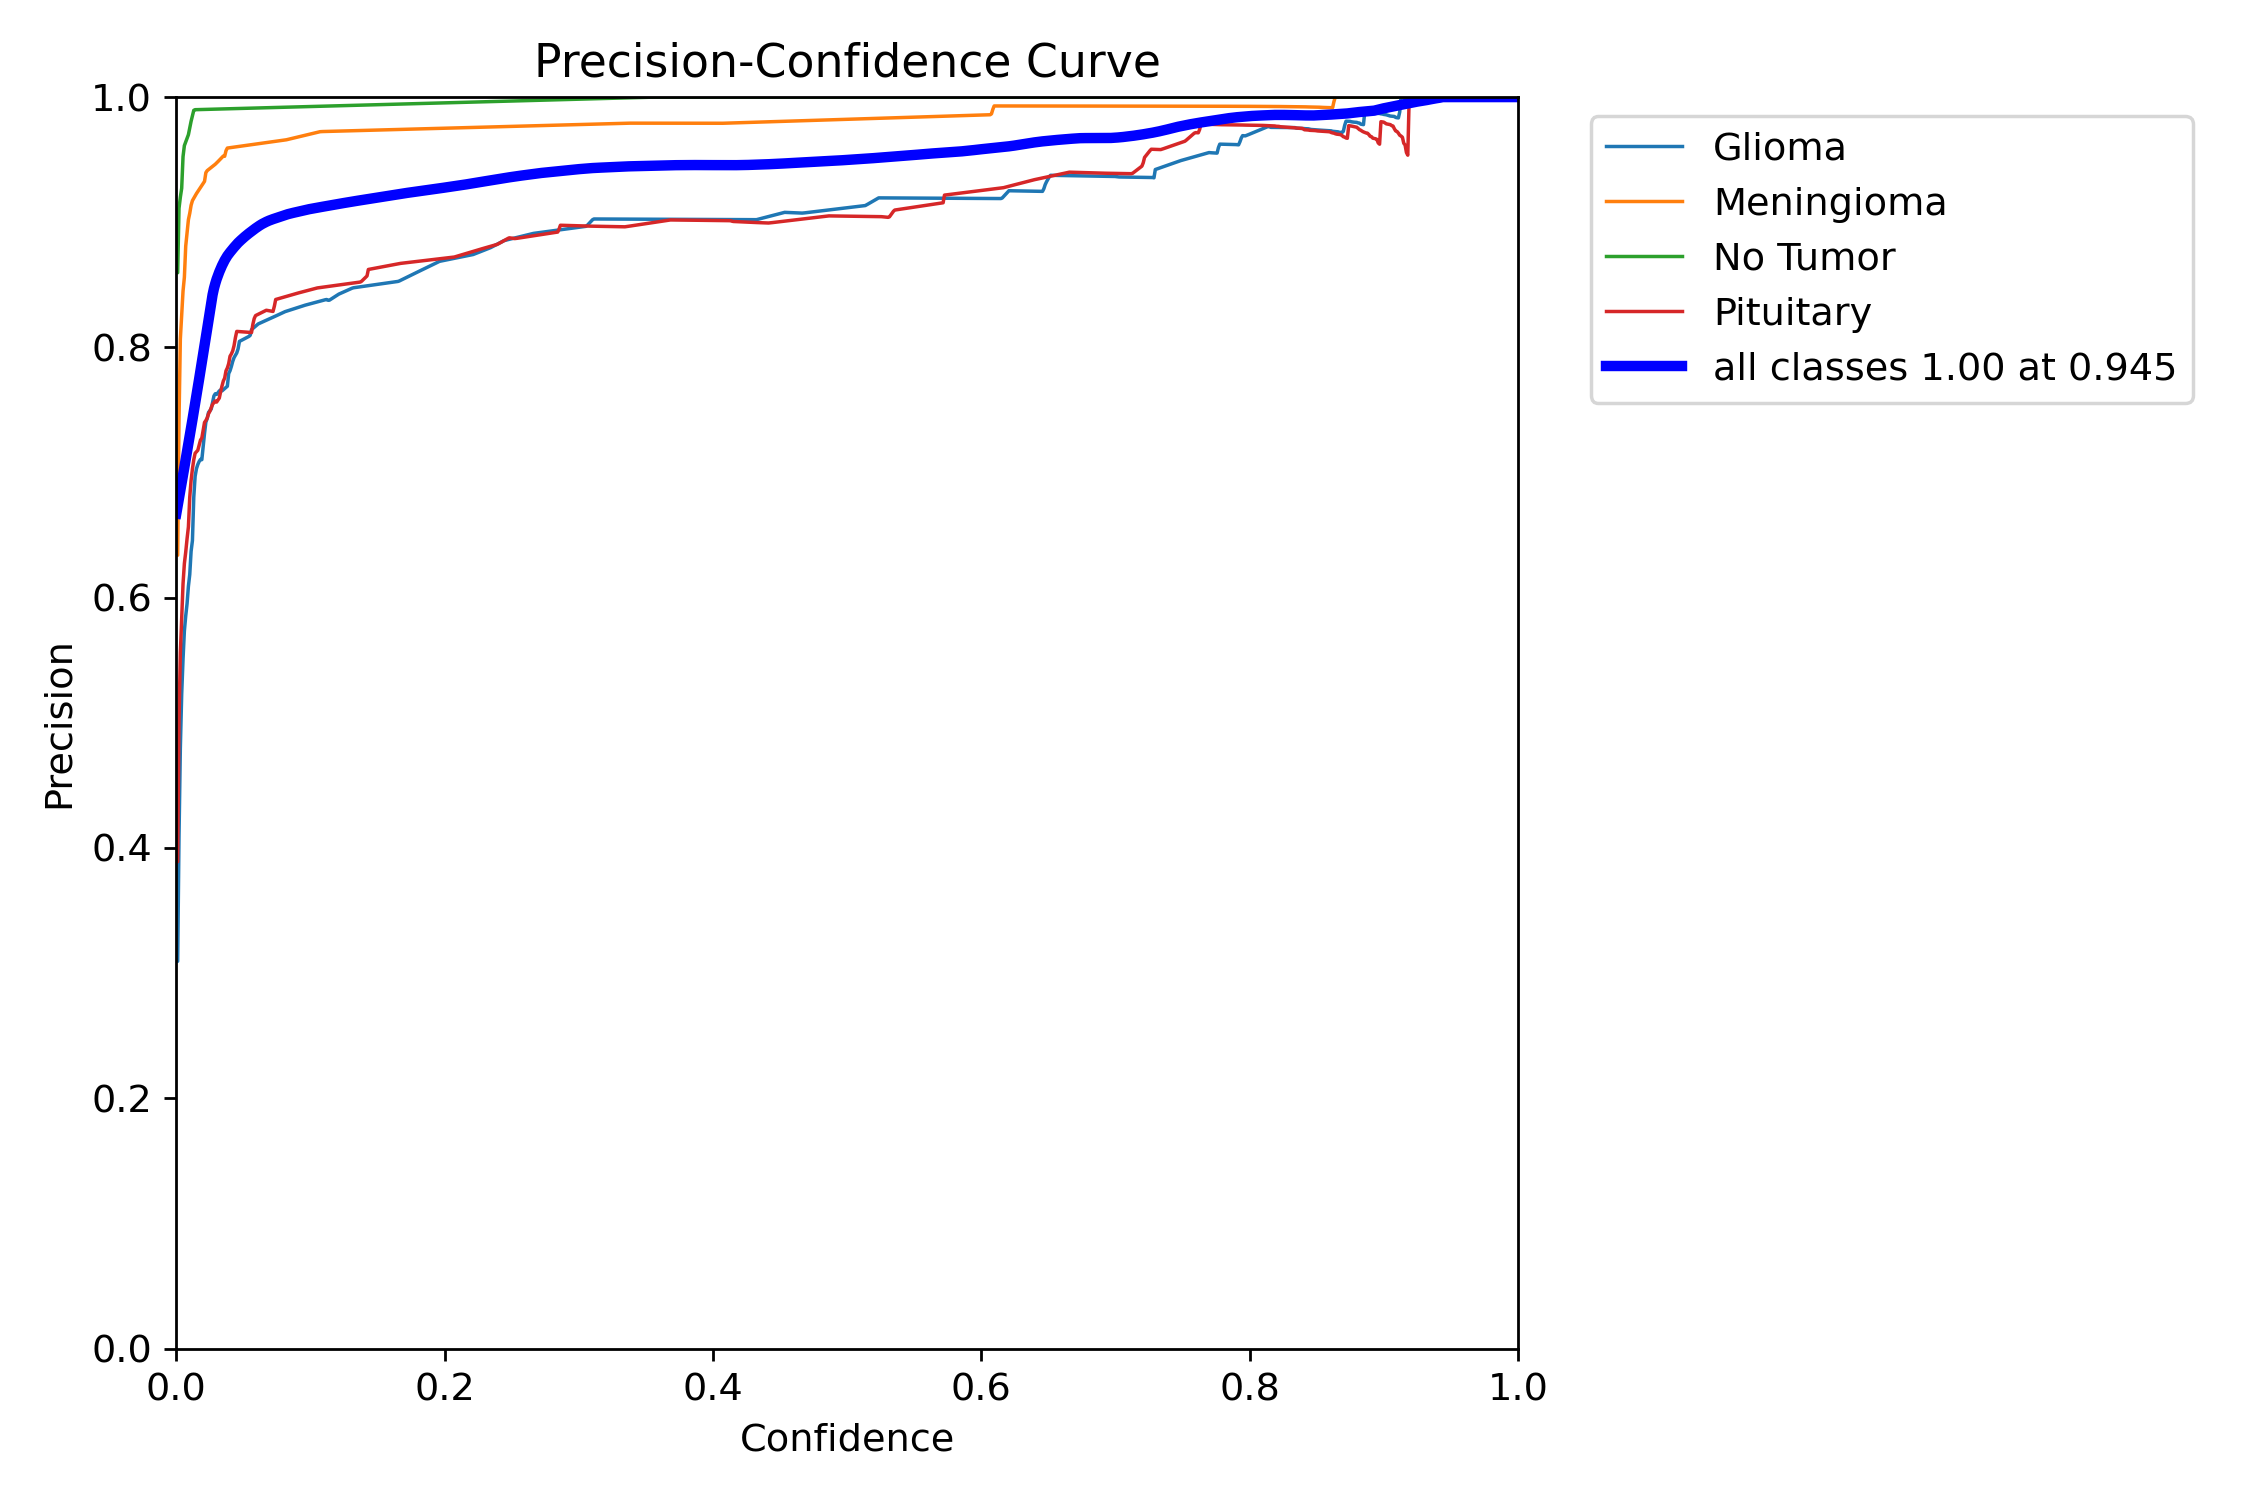 Precision-Confidence Curve
1.0
0.8
0.6
0.4
0.2
0.0
Precision
0.0 0.2 0.4 0.6 0.8 1.0
Confidence
Glioma
Meningioma
No Tumor
Pituitary
all classes 1.00 at 0.945